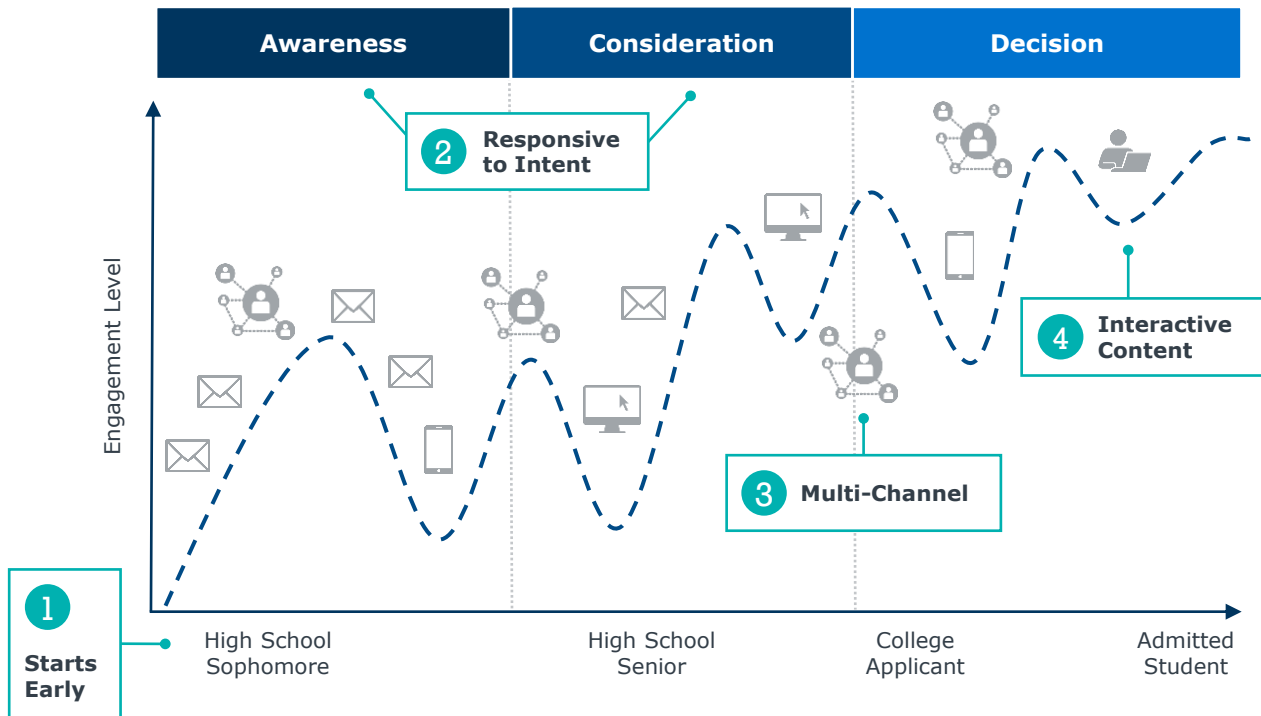 Awareness
Consideration
Decision
2
Responsive
to Intent
Engagement Level
4
Interactive
Content
3
Multi-Channel
1
Starts
Early
High School
Sophomore
High School
Senior
College
Applicant
Admitted
Student